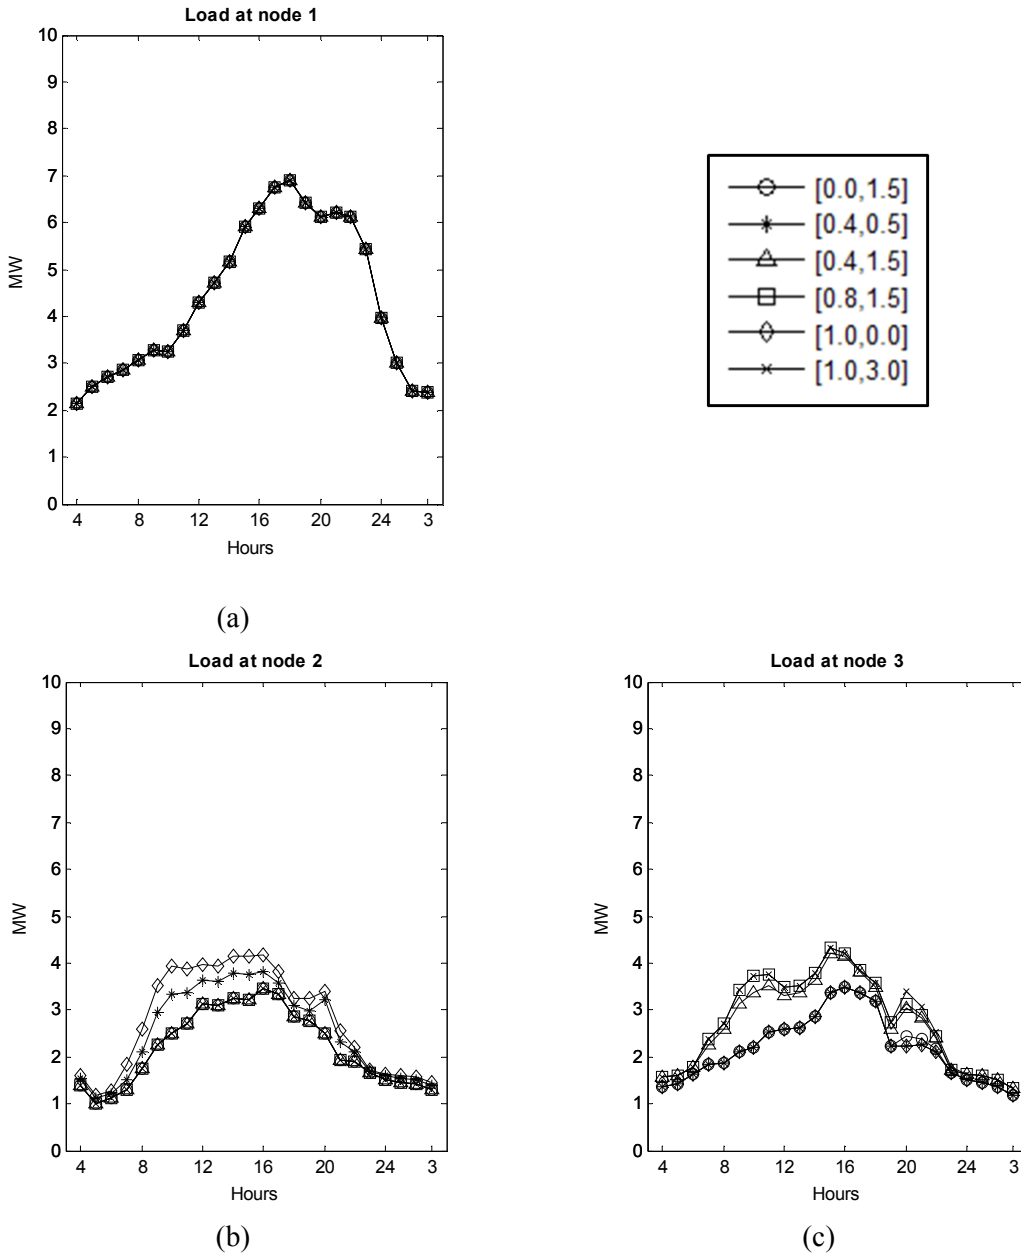 Load at node 1
10
9
8
7
6
5
4
3
2
1
0
MW
4 8 12 16 20 24 3
Hours
(a)
[0.0,1.5]
[0.4,0.5]
[0.4,1.5]
[0.8,1.5]
[1.0,0.0]
[1.0,3.0]
Load at node 2
10
9
8
7
6
5
4
3
2
1
0
MW
4 8 12 16 20 24 3
Hours
(b)
Load at node 3
10
9
8
7
6
5
4
3
2
1
0
MW
4 8 12 16 20 24 3
Hours
(c)